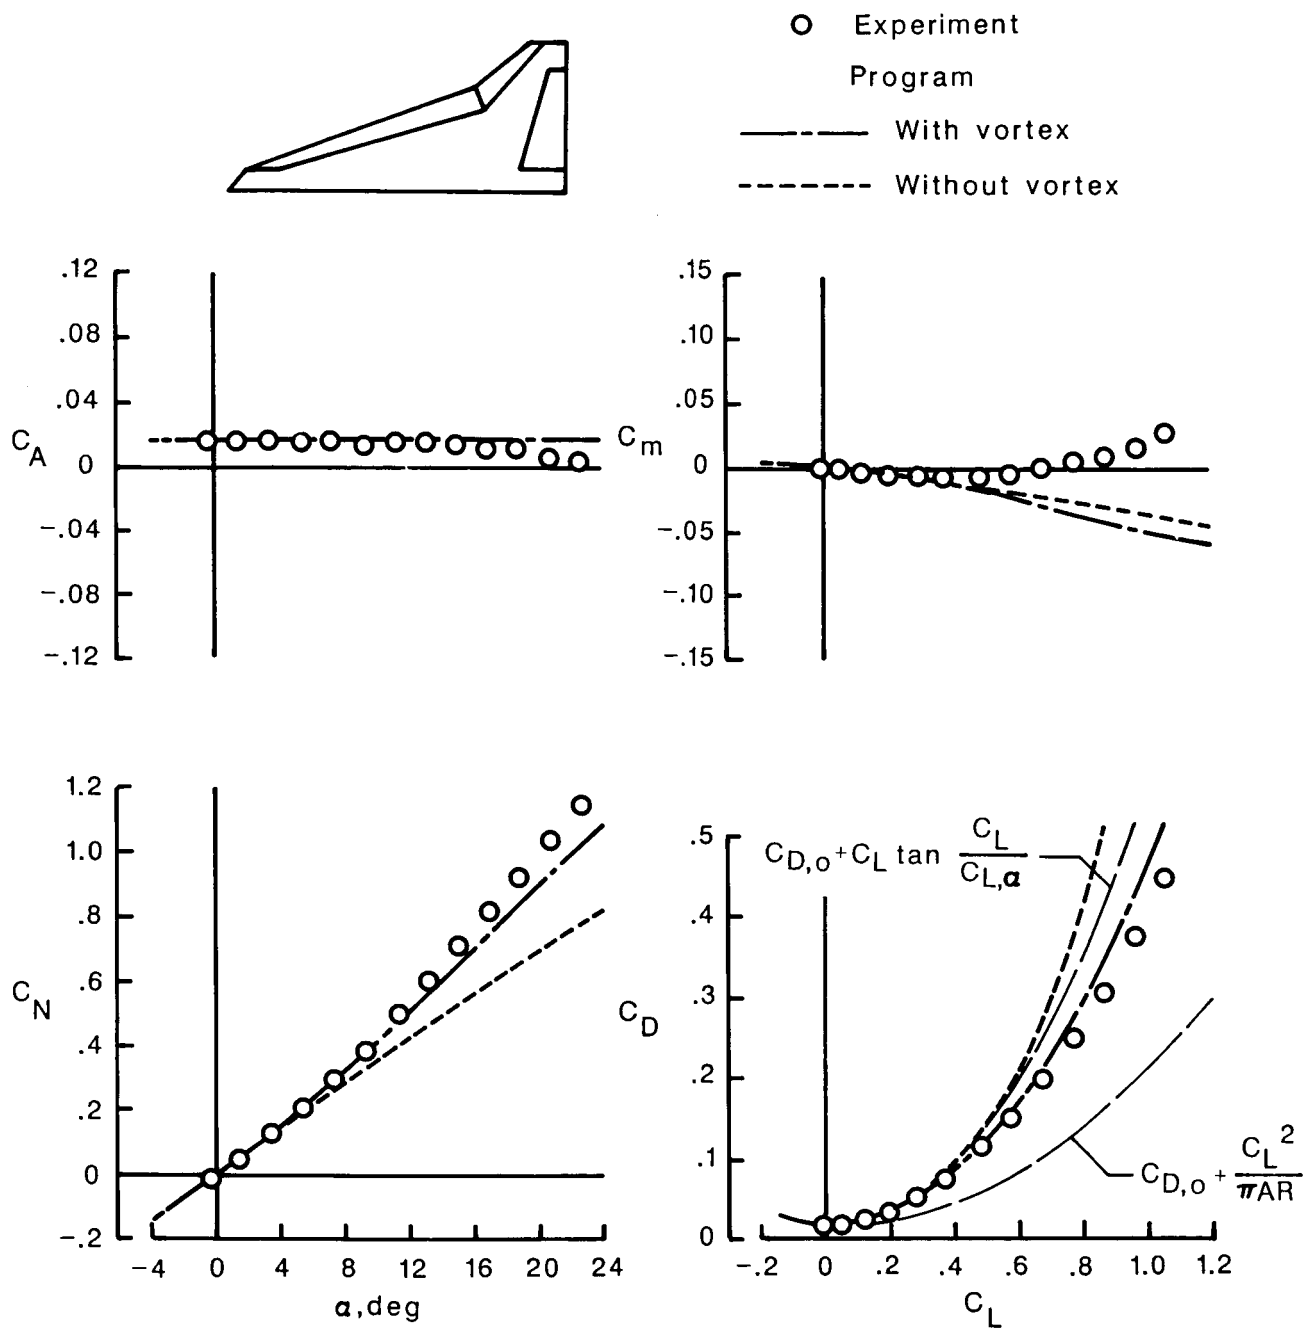 Experiment
Program
With vortex
Without vortex
.12
.08
.04
C_A
0
-.04
-.08
-.12
.15
.10
.05
C_m
0
-.05
-.10
-.15
1.2
1.0
.8
.6
C_N
.4
.2
0
-.2
-4 0 4 8 12 16 20 24
α,deg
.5
C_{D,o} + C_L tan C_L / C_{L,α}
.4
.3
C_D
.2
.1
C_{D,o} + C_L^2 / πAR
0
-.2 0 .2 .4 .6 .8 1.0 1.2
C_L